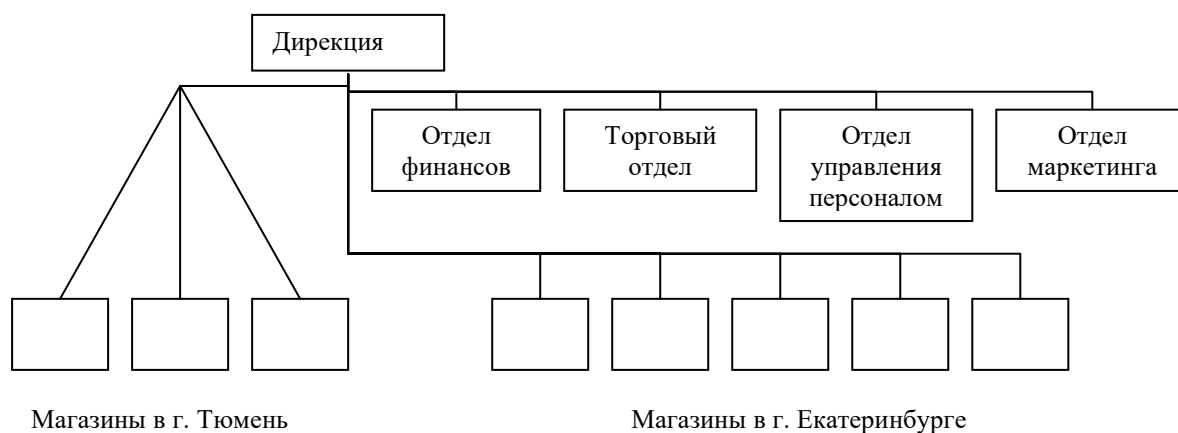 Дирекция
Отдел
финансов
Торговый
отдел
Отдел
управления
персоналом
Отдел
маркетинга
Магазины в г. Тюмень
Магазины в г. Екатеринбурге